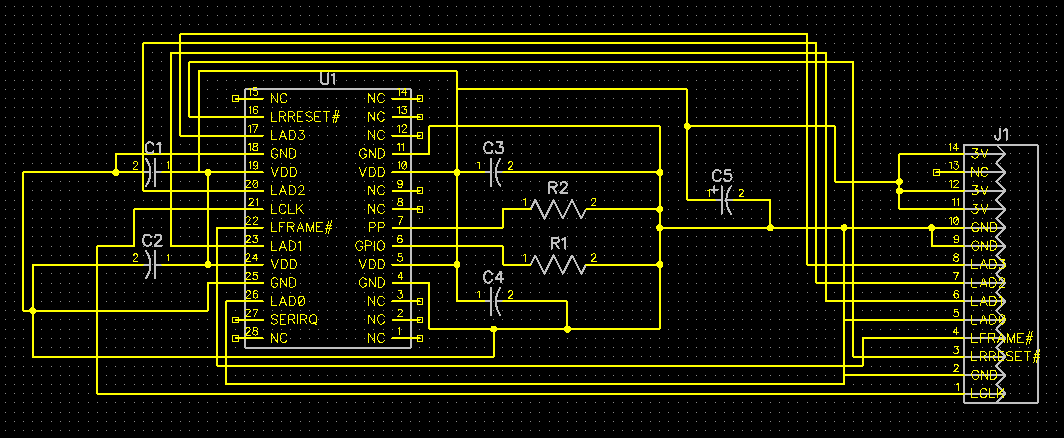 U1
15 NC NC 14
16 LRRESET# NC 13
17 LAD3 NC 12
18 GND GND 11
19 VDD VDD 10
20 LAD2 NC 9
21 LCLK NC 8
22 LFRAME# PP 7
23 LAD1 GPIO 6
24 VDD VDD 5
25 GND GND 4
26 LAD0 NC 3
27 SERIRQ NC 2
28 NC NC 1
C1
2 1
C2
2 1
C3
1 2
R2
1 2
R1
1 2
C4
1 2
C5
1+ 2
J1
14 3V
13 NC
12 3V
11 3V
10 GND
9 GND
8 LAD3
7 LAD2
6 LAD1
5 LAD0
4 LFRAME#
3 LRRESET#
2 GND
1 LCLK